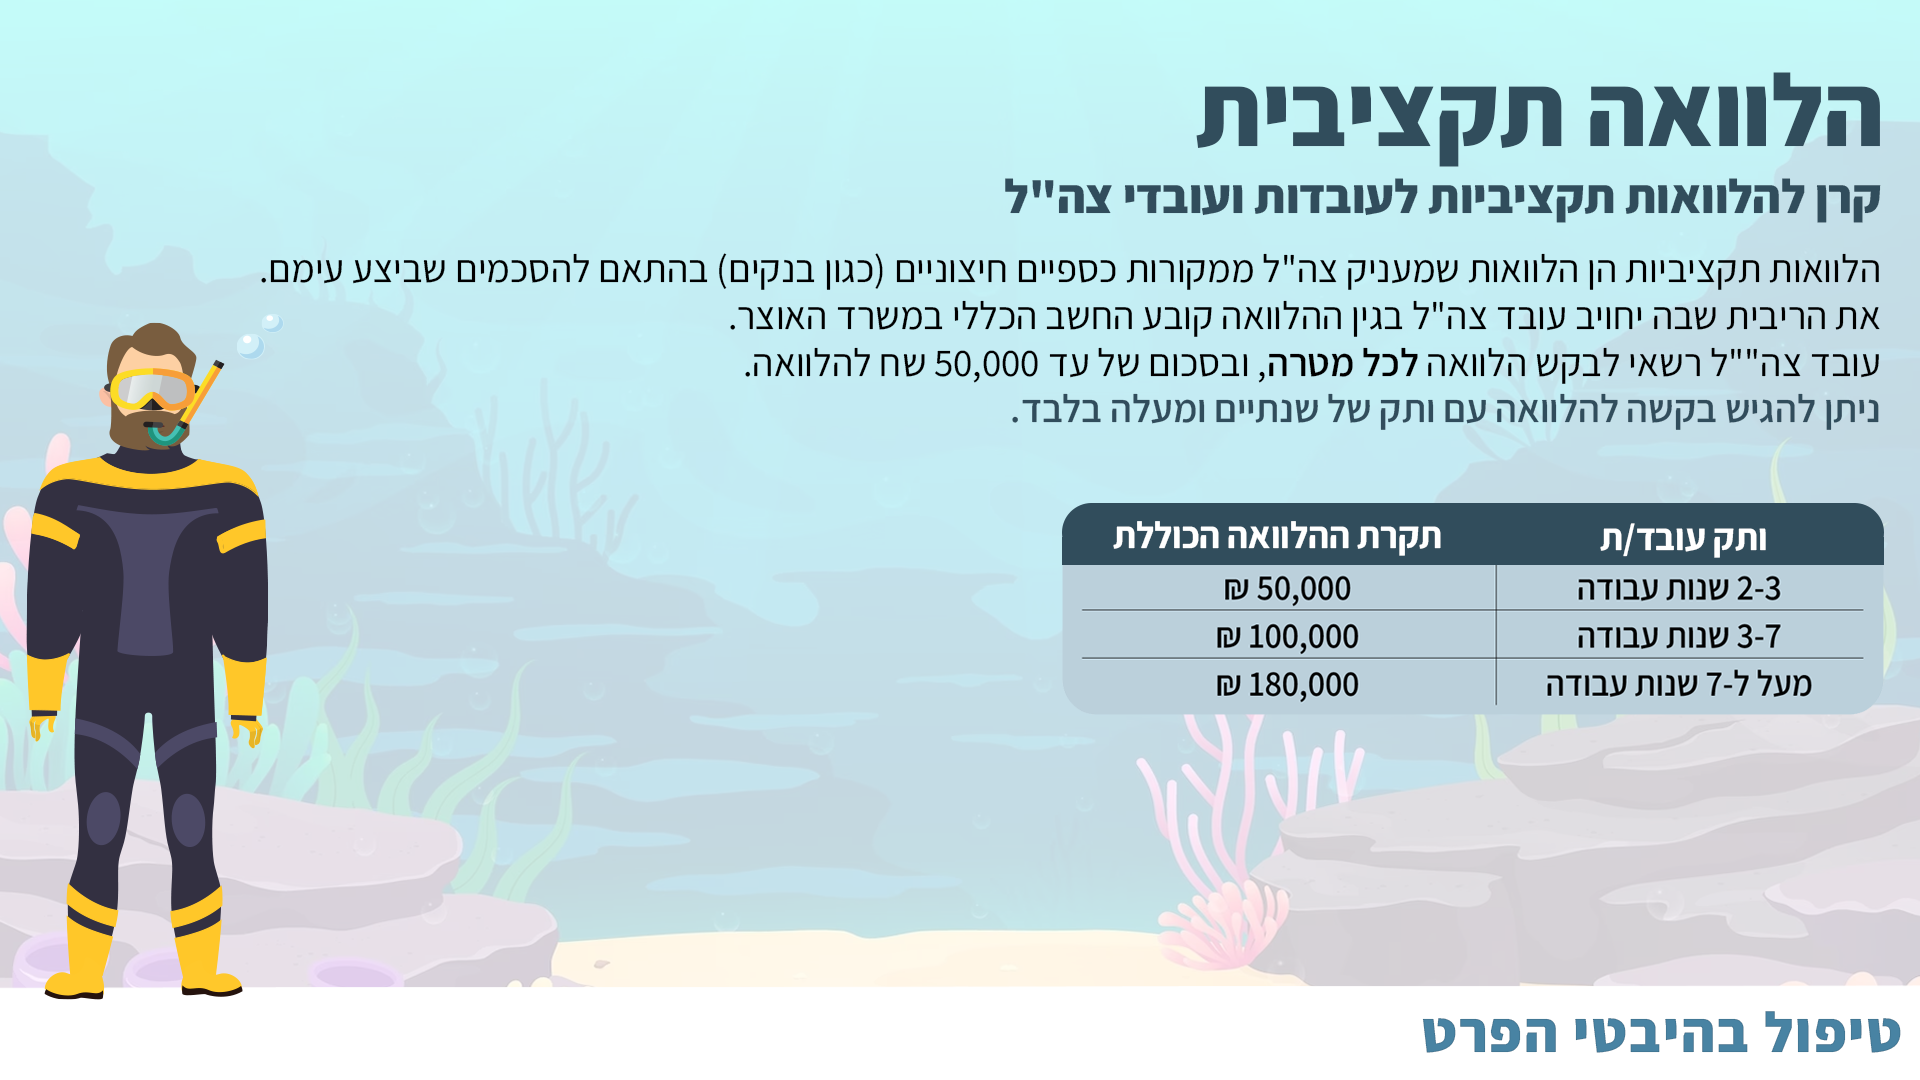 הלוואה תקציבית
קרן להלוואות תקציביות לעובדות ועובדי צה"ל
הלוואות תקציביות הן הלוואות שמעניק צה"ל ממקורות כספיים חיצוניים (כגון בנקים) בהתאם להסכמים שביצע עימם.
את הריבית שבה יחויב עובד צה"ל בגין ההלוואה קובע החשב הכללי במשרד האוצר.
עובד צה""ל רשאי לבקש הלוואה לכל מטרה, ובסכום של עד 50,000 שח להלוואה.
ניתן להגיש בקשה להלוואה עם ותק של שנתיים ומעלה בלבד.
ותק עובד/ת תקרת ההלוואה הכוללת
2-3 שנות עבודה 50,000 ₪
3-7 שנות עבודה 100,000 ₪
מעל ל-7 שנות עבודה 180,000 ₪
טיפול בהיבטי הפרט